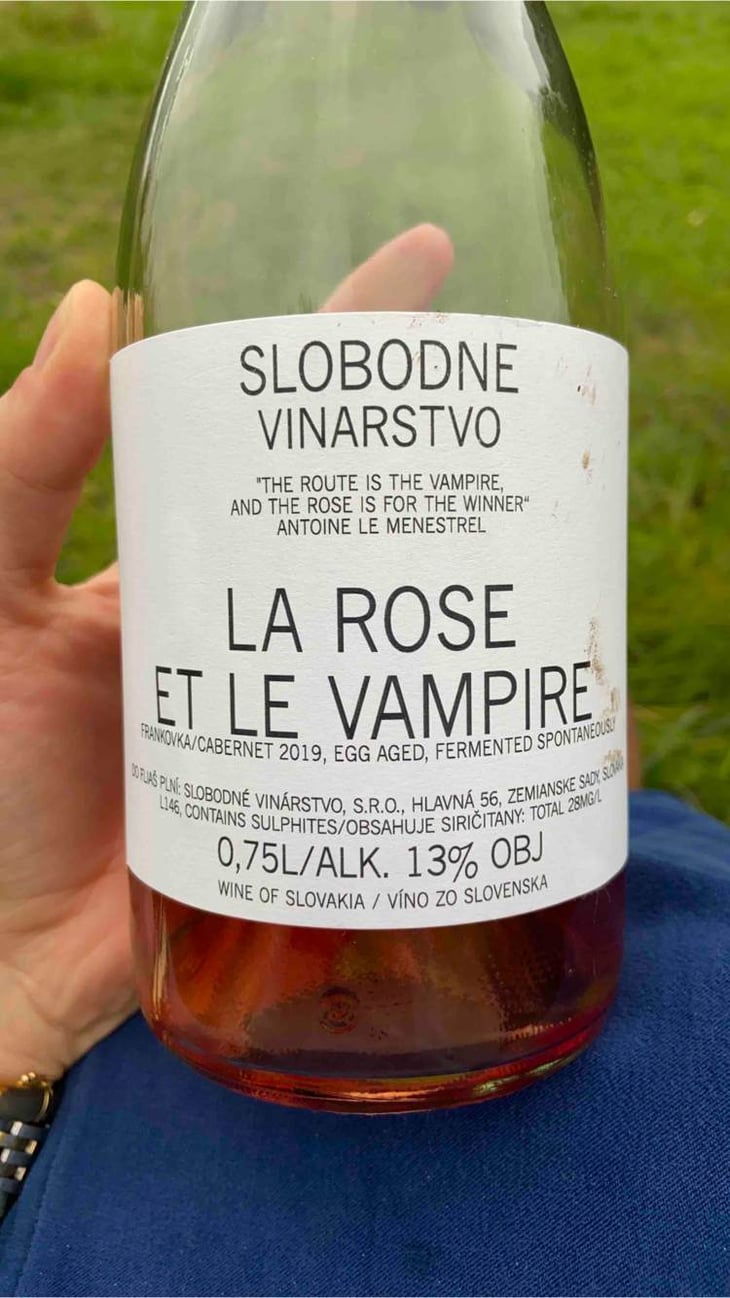 SLOBODNE
VINARSTVO
"THE ROUTE IS THE VAMPIRE,
AND THE ROSE IS FOR THE WINNER“
ANTOINE LE MENESTREL
LA ROSE
ET LE VAMPIRE
FRANKOVKA/CABERNET 2019, EGG AGED, FERMENTED SPONTANEOUSLY
DO FLIAŠ PLNÍ: SLOBODNÉ VINÁRSTVO, S.R.O., HLAVNÁ 56, ZEMIANSKE SADY, SLOVAKIA
L146, CONTAINS SULPHITES/OBSAHUJE SIRIČITANY: TOTAL 28MG/L
0,75L/ALK. 13% OBJ
WINE OF SLOVAKIA / VÍNO ZO SLOVENSKA